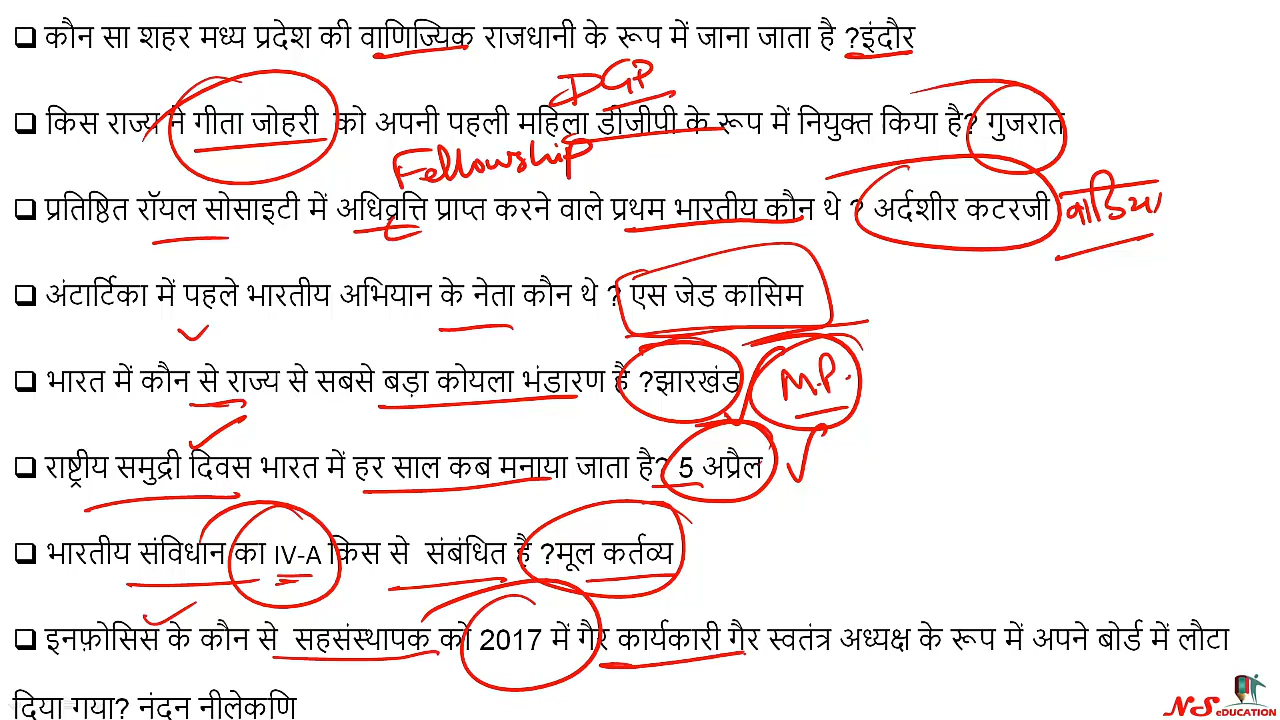 ❑ कौन सा शहर मध्य प्रदेश की वाणिज्यिक राजधानी के रूप में जाना जाता है ?इंदौर
DGP
❑ किस राज्य ने गीता जोहरी को अपनी पहली महिला डीजीपी के रूप में नियुक्त किया है? गुजरात
Fellowship
❑ प्रतिष्ठित रॉयल सोसाइटी में अधिवृत्ति प्राप्त करने वाले प्रथम भारतीय कौन थे ? अर्दशीर कटरजी वाडिया
❑ अंटार्टिका में पहले भारतीय अभियान के नेता कौन थे ? एस जेड कासिम
❑ भारत में कौन से राज्य से सबसे बड़ा कोयला भंडारण है ?झारखंड M.P.
❑ राष्ट्रीय समुद्री दिवस भारत में हर साल कब मनाया जाता है? 5 अप्रैल
❑ भारतीय संविधान का IV-A किस से संबंधित है ?मूल कर्तव्य
❑ इनफ़ोसिस के कौन से सहसंस्थापक को 2017 में गैर कार्यकारी गैर स्वतंत्र अध्यक्ष के रूप में अपने बोर्ड में लौटा
दिया गया? नंदन नीलेकणि
NS eDUCATION